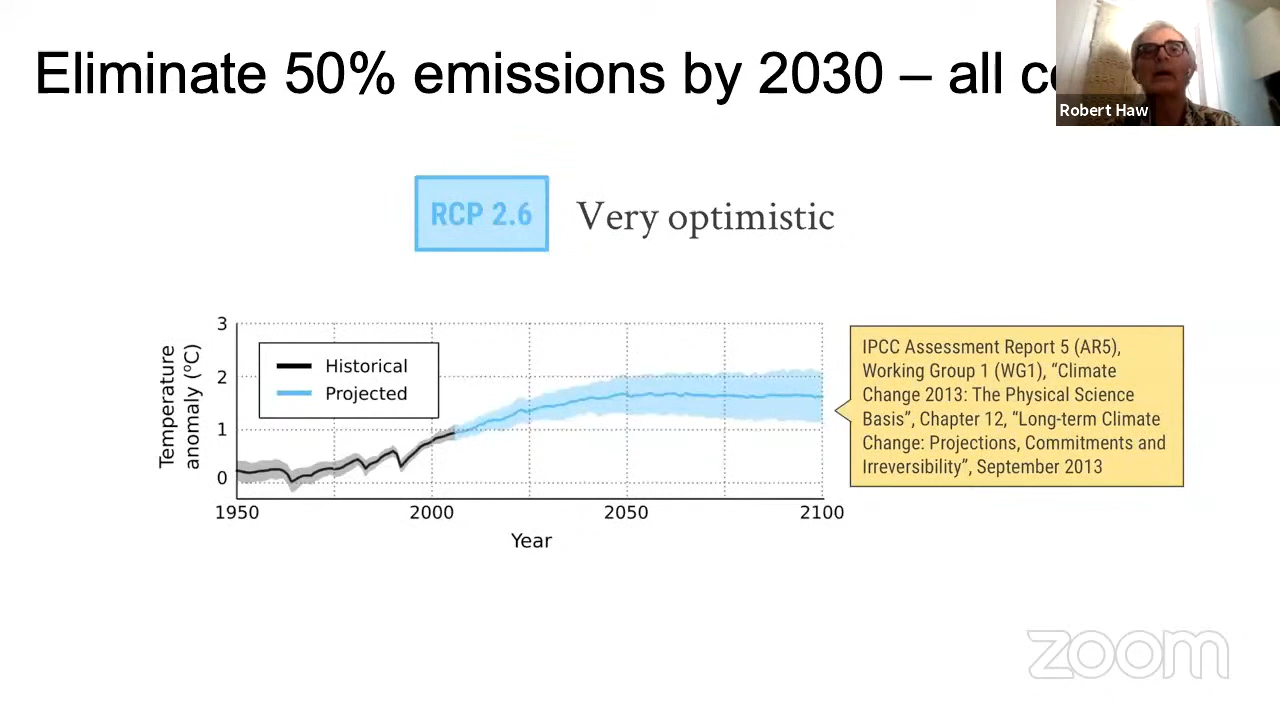 Eliminate 50% emissions by 2030 – all
Robert Haw
RCP 2.6
Very optimistic
3
2
1
0
Temperature
anomaly (°C)
Historical
Projected
1950
2000
2050
2100
Year
IPCC Assessment Report 5 (AR5),
Working Group 1 (WG1), “Climate
Change 2013: The Physical Science
Basis”, Chapter 12, “Long-term Climate
Change: Projections, Commitments and
Irreversibility”, September 2013
zoom